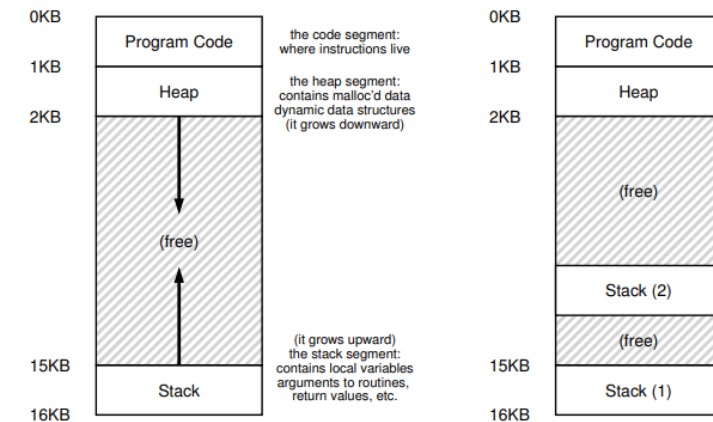 0KB
Program Code
the code segment:
where instructions live
1KB
Heap
the heap segment:
contains malloc'd data
dynamic data structures
(it grows downward)
2KB
(free)
(it grows upward)
the stack segment:
contains local variables
arguments to routines,
return values, etc.
15KB
Stack
16KB
0KB
Program Code
1KB
Heap
2KB
(free)
Stack (2)
(free)
15KB
Stack (1)
16KB